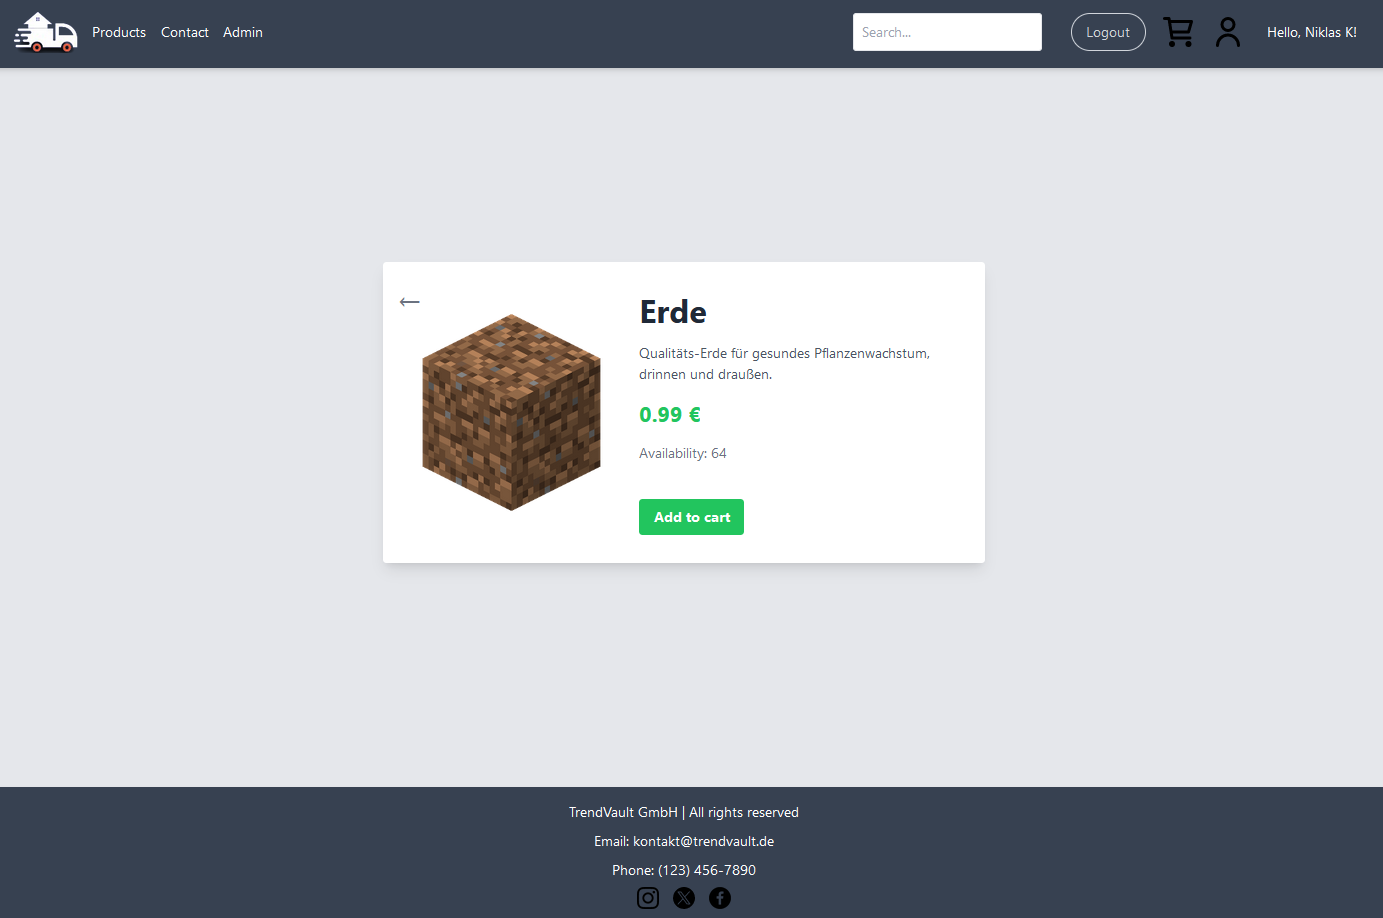 Products
Contact
Admin
Search...
Logout
Hello, Niklas K!
Erde
Qualitäts-Erde für gesundes Pflanzenwachstum,
drinnen und draußen.
0.99 €
Availability: 64
Add to cart
TrendVault GmbH | All rights reserved
Email: kontakt@trendvault.de
Phone: (123) 456-7890